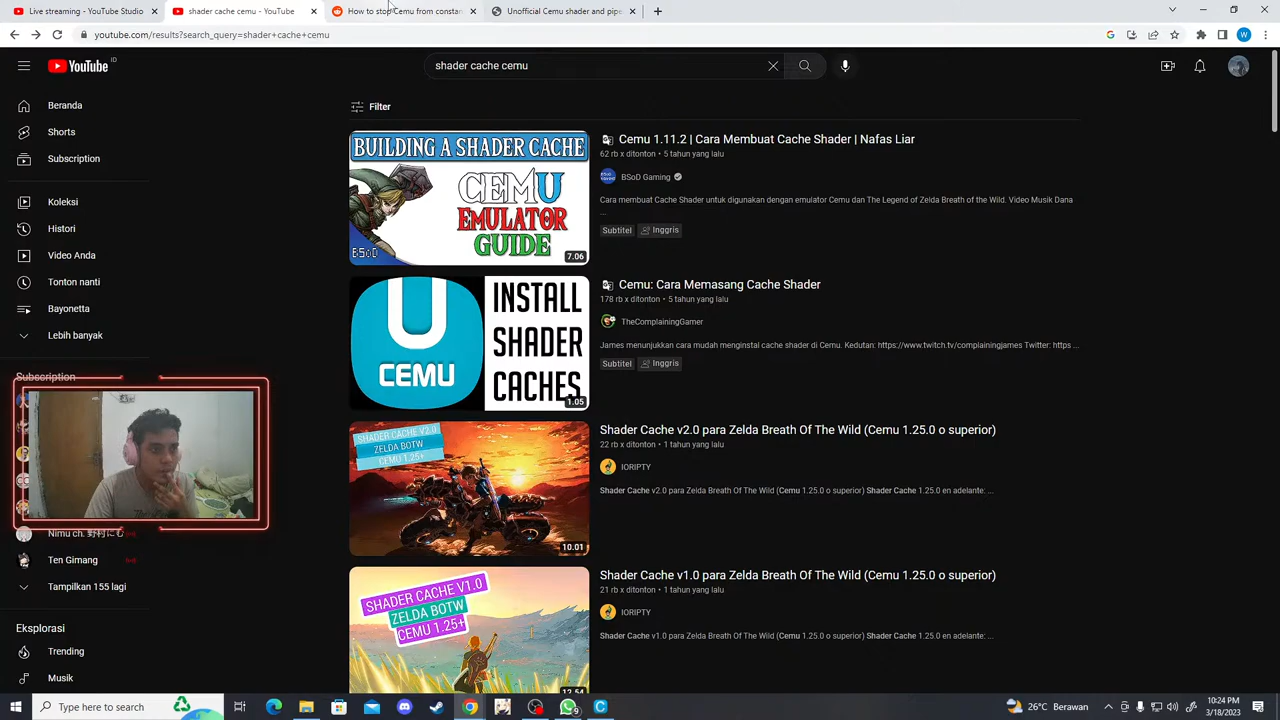 Live streaming - YouTube Studio
shader cache cemu - YouTube
How to stop Cemu from constan
Unofficial Cemu shader and pipe
youtube.com/results?search_query=shader+cache+cemu
W
YouTube
ID
shader cache cemu
Beranda
Shorts
Subscription
Koleksi
Histori
Video Anda
Tonton nanti
Bayonetta
Lebih banyak
Subscription
Nimu ch. 野村にむ
Ten Gimang
Tampilkan 155 lagi
Eksplorasi
Trending
Musik
Filter
BUILDING A SHADER CACHE
CEMU
EMULATOR
GUIDE
BSoD
7.06
Cemu 1.11.2 | Cara Membuat Cache Shader | Nafas Liar
62 rb x ditonton • 5 tahun yang lalu
BSoD Gaming
Cara membuat Cache Shader untuk digunakan dengan emulator Cemu dan The Legend of Zelda Breath of the Wild. Video Musik Dana
...
Subtitel
Inggris
CEMU
INSTALL
SHADER
CACHES
1.05
Cemu: Cara Memasang Cache Shader
178 rb x ditonton • 5 tahun yang lalu
TheComplainingGamer
James menunjukkan cara mudah menginstal cache shader di Cemu. Kedutan: https://www.twitch.tv/complainingjames Twitter: https ...
Subtitel
Inggris
SHADER CACHE V2.0
ZELDA BOTW
CEMU 1.25+
10.01
Shader Cache v2.0 para Zelda Breath Of The Wild (Cemu 1.25.0 o superior)
22 rb x ditonton • 1 tahun yang lalu
IORIPTY
Shader Cache v2.0 para Zelda Breath Of The Wild (Cemu 1.25.0 o superior) Shader Cache 1.25.0 en adelante: ...
SHADER CACHE V1.0
ZELDA BOTW
CEMU 1.25+
12.54
Shader Cache v1.0 para Zelda Breath Of The Wild (Cemu 1.25.0 o superior)
21 rb x ditonton • 1 tahun yang lalu
IORIPTY
Shader Cache v1.0 para Zelda Breath Of The Wild (Cemu 1.25.0 o superior) Shader Cache 1.25.0 en adelante: ...
Type here to search
9
26°C Berawan
10:24 PM
3/18/2023